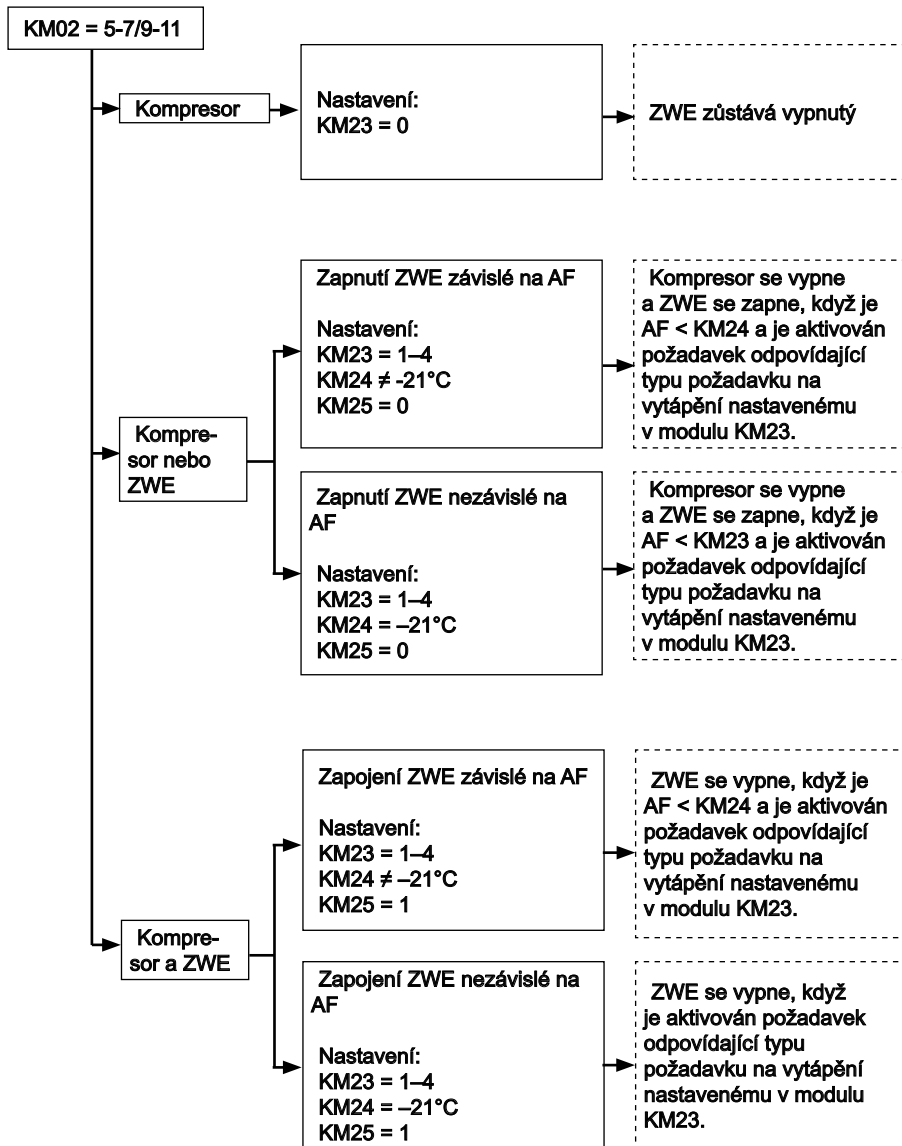 KM02 = 5-7/9-11
Kompresor
Nastavení:
KM23 = 0
ZWE zůstává vypnutý
Kompre-
sor nebo
ZWE
Zapnutí ZWE závislé na AF
Nastavení:
KM23 = 1–4
KM24 ≠ -21°C
KM25 = 0
Kompresor se vypne
a ZWE se zapne, když je
AF < KM24 a je aktivován
požadavek odpovídající
typu požadavku na
vytápění nastavenému
v modulu KM23.
Zapnutí ZWE nezávislé na
AF
Nastavení:
KM23 = 1–4
KM24 = –21°C
KM25 = 0
Kompresor se vypne
a ZWE se zapne, když je
AF < KM23 a je aktivován
požadavek odpovídající
typu požadavku na
vytápění nastavenému
v modulu KM23.
Kompre-
sor a ZWE
Zapojení ZWE závislé na AF
Nastavení:
KM23 = 1–4
KM24 ≠ –21°C
KM25 = 1
ZWE se vypne, když je
AF < KM24 a je aktivován
požadavek odpovídající
typu požadavku na
vytápění nastavenému
v modulu KM23.
Zapojení ZWE nezávislé na
AF
Nastavení:
KM23 = 1–4
KM24 = –21°C
KM25 = 1
ZWE se vypne, když
je aktivován požadavek
odpovídající typu
požadavku na vytápění
nastavenému v modulu
KM23.